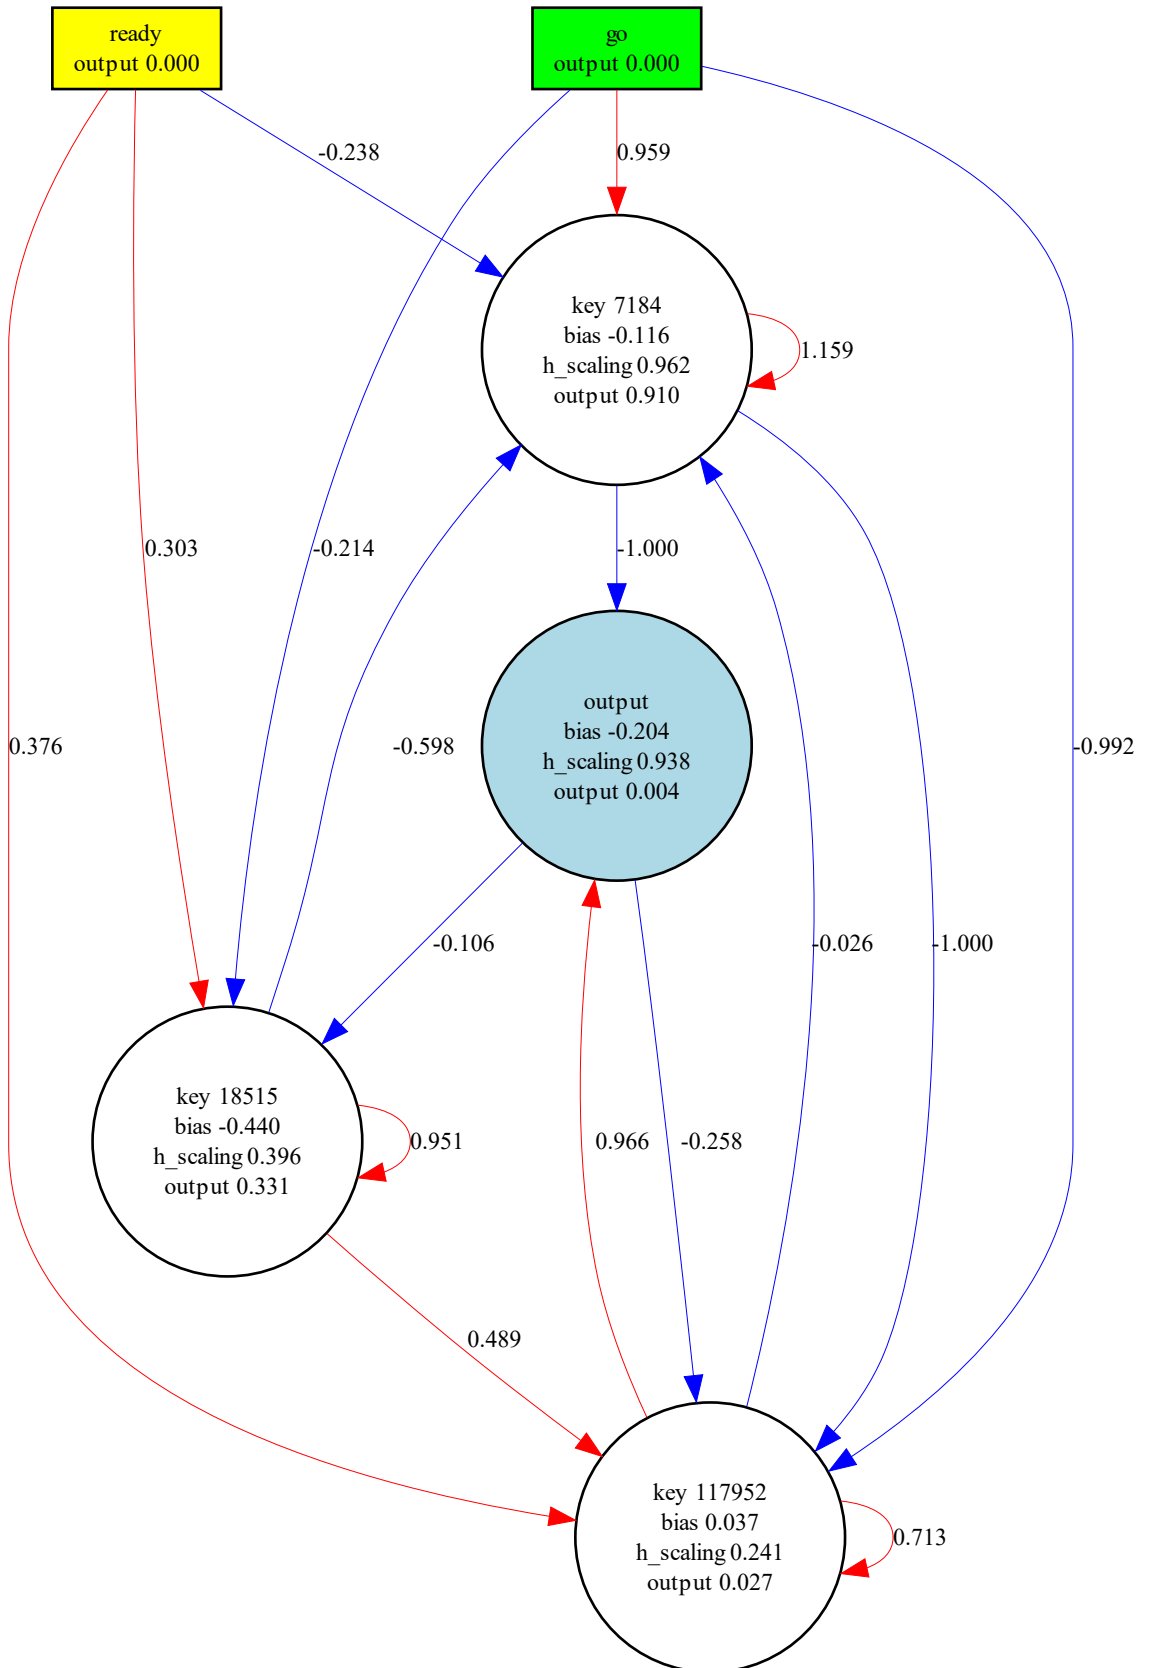 ready
output 0.000
go
output 0.000
-0.238
0.959
key 7184
bias -0.116
h_scaling 0.962
output 0.910
1.159
0.303
-0.214
-1.000
output
bias -0.204
h_scaling 0.938
output 0.004
0.376
-0.598
-0.992
-0.106
-0.026
-1.000
key 18515
bias -0.440
h_scaling 0.396
output 0.331
0.951
0.966
-0.258
0.489
key 117952
bias 0.037
h_scaling 0.241
output 0.027
0.713